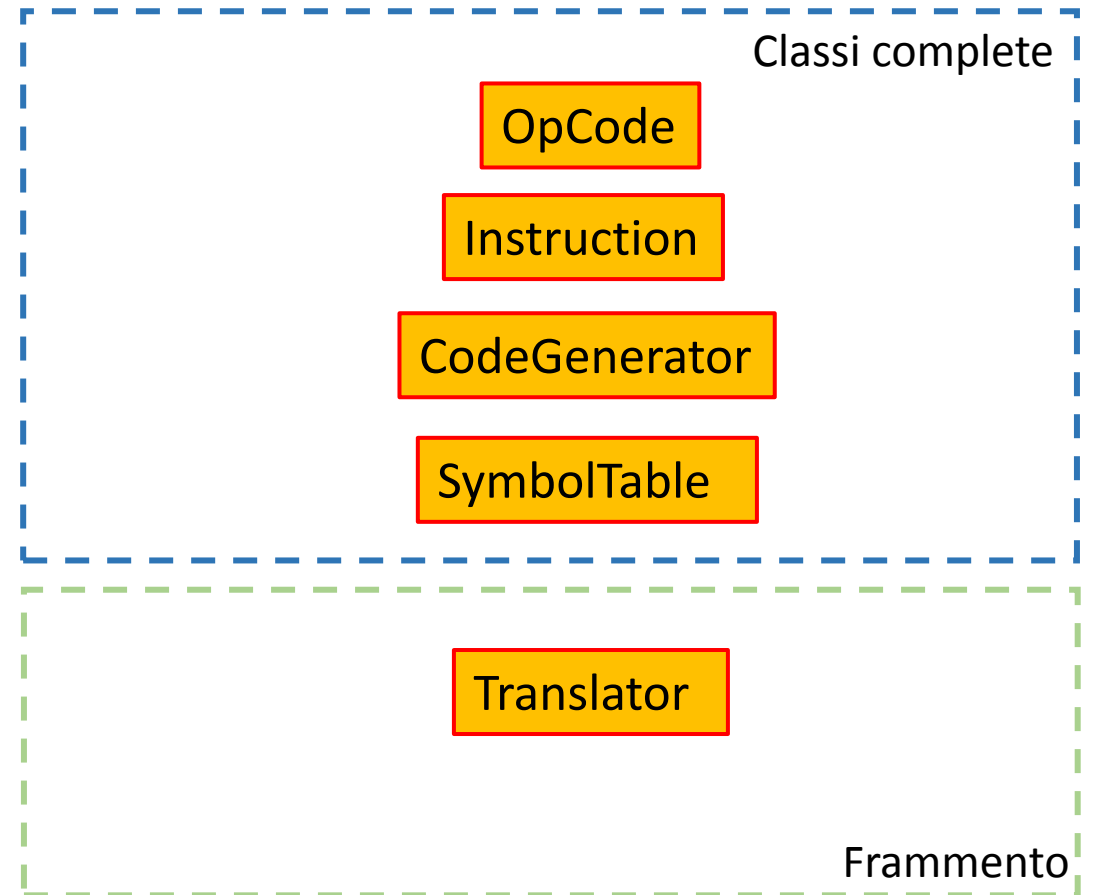 Classi complete
OpCode
Instruction
CodeGenerator
SymbolTable
Translator
Frammento